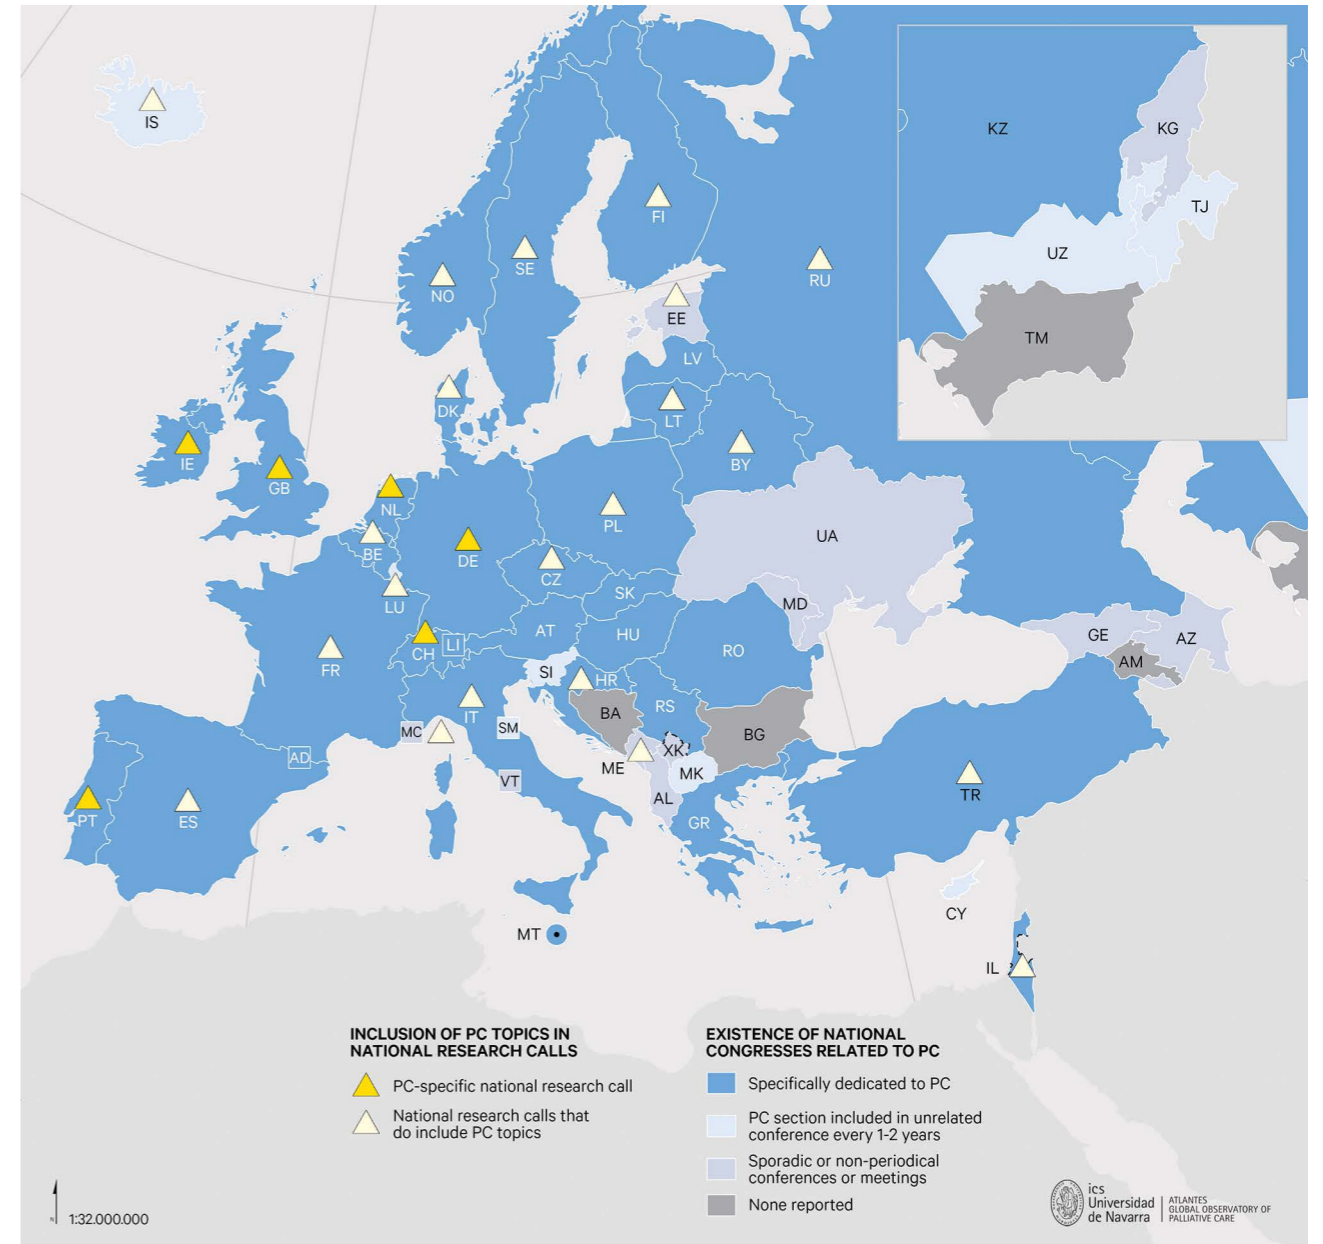 IS
KZ
KG
TJ
UZ
TM
FI
SE
NO
RU
EE
LV
DK
LT
BY
IE
GB
NL
PL
UA
BE
DE
CZ
LU
SK
MD
AT
HU
CH
LI
RO
GE
AZ
AM
FR
SI
HR
IT
RS
BA
MC
SM
BG
AD
XK
ME
MK
VT
AL
TR
PT
ES
GR
CY
MT
IL
INCLUSION OF PC TOPICS IN
NATIONAL RESEARCH CALLS
PC-specific national research call
National research calls that
do include PC topics
EXISTENCE OF NATIONAL
CONGRESSES RELATED TO PC
Specifically dedicated to PC
PC section included in unrelated
conference every 1-2 years
Sporadic or non-periodical
conferences or meetings
None reported
N
1:32.000.000
ics
Universidad
de Navarra
ATLANTES
GLOBAL OBSERVATORY OF
PALLIATIVE CARE